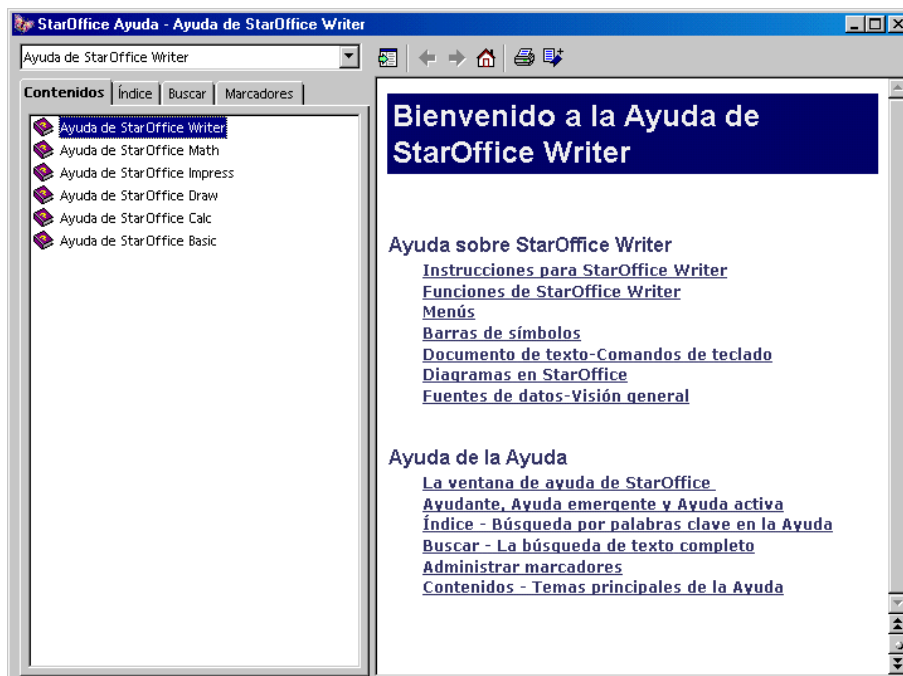 StarOffice Ayuda - Ayuda de StarOffice Writer
Ayuda de StarOffice Writer
Contenidos Índice Buscar Marcadores
Ayuda de StarOffice Writer
Ayuda de StarOffice Math
Ayuda de StarOffice Impress
Ayuda de StarOffice Draw
Ayuda de StarOffice Calc
Ayuda de StarOffice Basic
Bienvenido a la Ayuda de
StarOffice Writer
Ayuda sobre StarOffice Writer
Instrucciones para StarOffice Writer
Funciones de StarOffice Writer
Menús
Barras de símbolos
Documento de texto-Comandos de teclado
Diagramas en StarOffice
Fuentes de datos-Visión general
Ayuda de la Ayuda
La ventana de ayuda de StarOffice
Ayudante, Ayuda emergente y Ayuda activa
Índice - Búsqueda por palabras clave en la Ayuda
Buscar - La búsqueda de texto completo
Administrar marcadores
Contenidos - Temas principales de la Ayuda